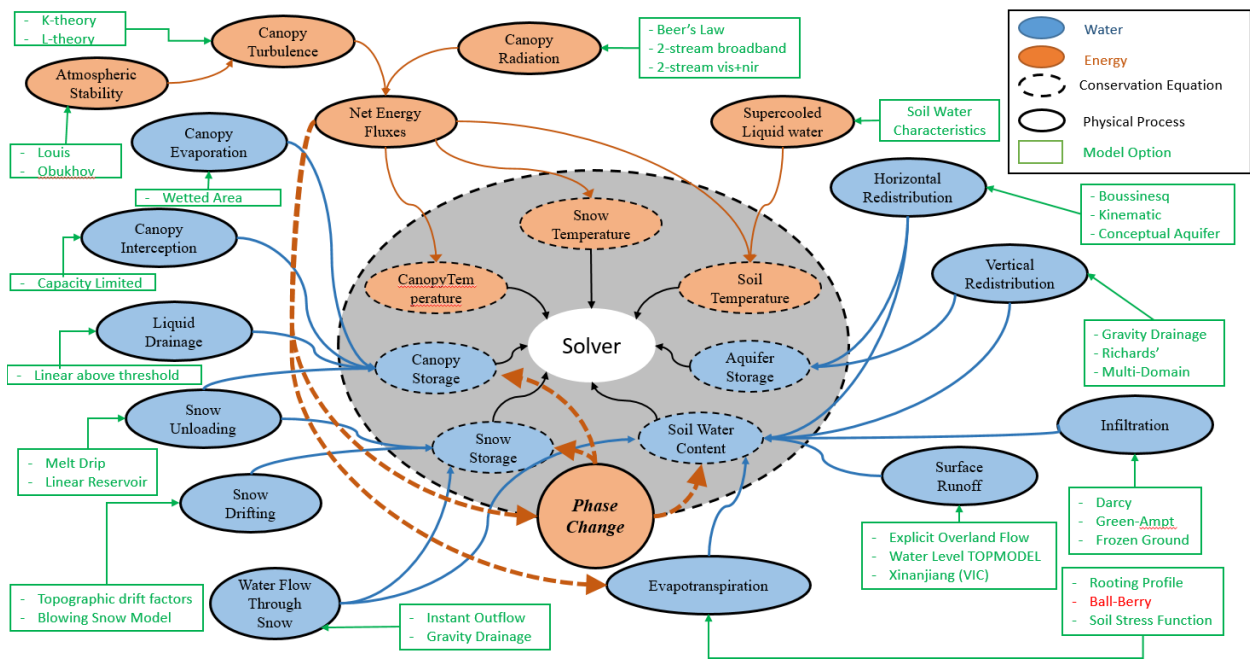 - K-theory
- L-theory
Canopy
Turbulence
Canopy
Radiation
- Beer's Law
- 2-stream broadband
- 2-stream vis+nir
Water
Energy
Conservation Equation
Physical Process
Model Option
Atmospheric
Stability
Net Energy
Fluxes
Supercooled
Liquid water
Soil Water
Characteristics
- Louis
- Obukhov
Canopy
Evaporation
- Wetted Area
Horizontal
Redistribution
- Boussinesq
- Kinematic
- Conceptual Aquifer
Canopy
Interception
- Capacity Limited
Snow
Temperature
CanopyTem
perature
Soil
Temperature
Vertical
Redistribution
- Gravity Drainage
- Richards'
- Multi-Domain
Liquid
Drainage
- Linear above threshold
Solver
Canopy
Storage
Aquifer
Storage
Snow
Unloading
- Melt Drip
- Linear Reservoir
Snow
Storage
Soil Water
Content
Infiltration
- Darcy
- Green-Ampt
- Frozen Ground
Surface
Runoff
- Explicit Overland Flow
- Water Level TOPMODEL
- Xinanjiang (VIC)
Snow
Drifting
- Topographic drift factors
- Blowing Snow Model
Phase
Change
Water Flow
Through
Snow
- Instant Outflow
- Gravity Drainage
Evapotranspiration
- Rooting Profile
- Ball-Berry
- Soil Stress Function